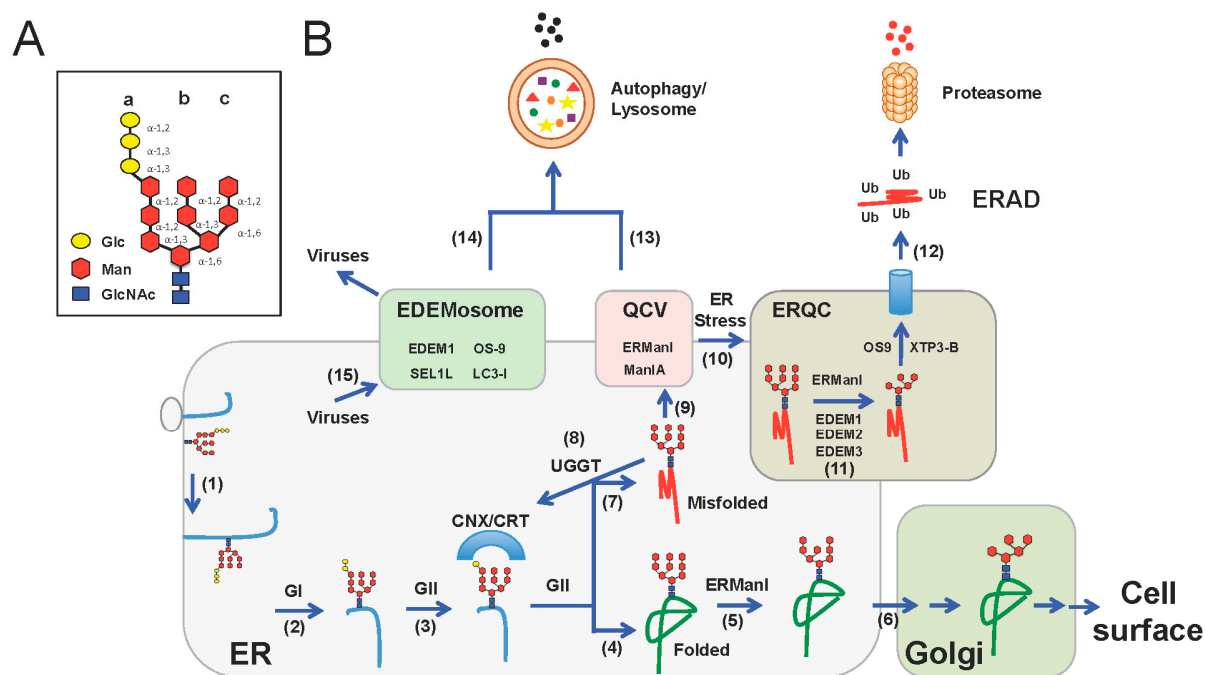 A
a
b
c
α-1,2
α-1,3
α-1,3
α-1,2
α-1,2
α-1,2
α-1,2
α-1,3
α-1,3
α-1,6
α-1,6
Glc
Man
GlcNAc
B
Autophagy/
Lysosome
Proteasome
Ub
Ub
Ub
Ub
Ub
ERAD
(14)
(13)
(12)
Viruses
EDEMosome
EDEM1 OS-9
SEL1L LC3-I
QCV
ERManI
ManIA
ER
Stress
(10)
ERQC
OS9
XTP3-B
ERManI
EDEM1
EDEM2
EDEM3
(11)
(15)
Viruses
(9)
(8)
UGGT
(7)
Misfolded
(1)
CNX/CRT
GI
(2)
GII
(3)
GII
(4)
Folded
ERManI
(5)
(6)
ER
Golgi
Cell
surface